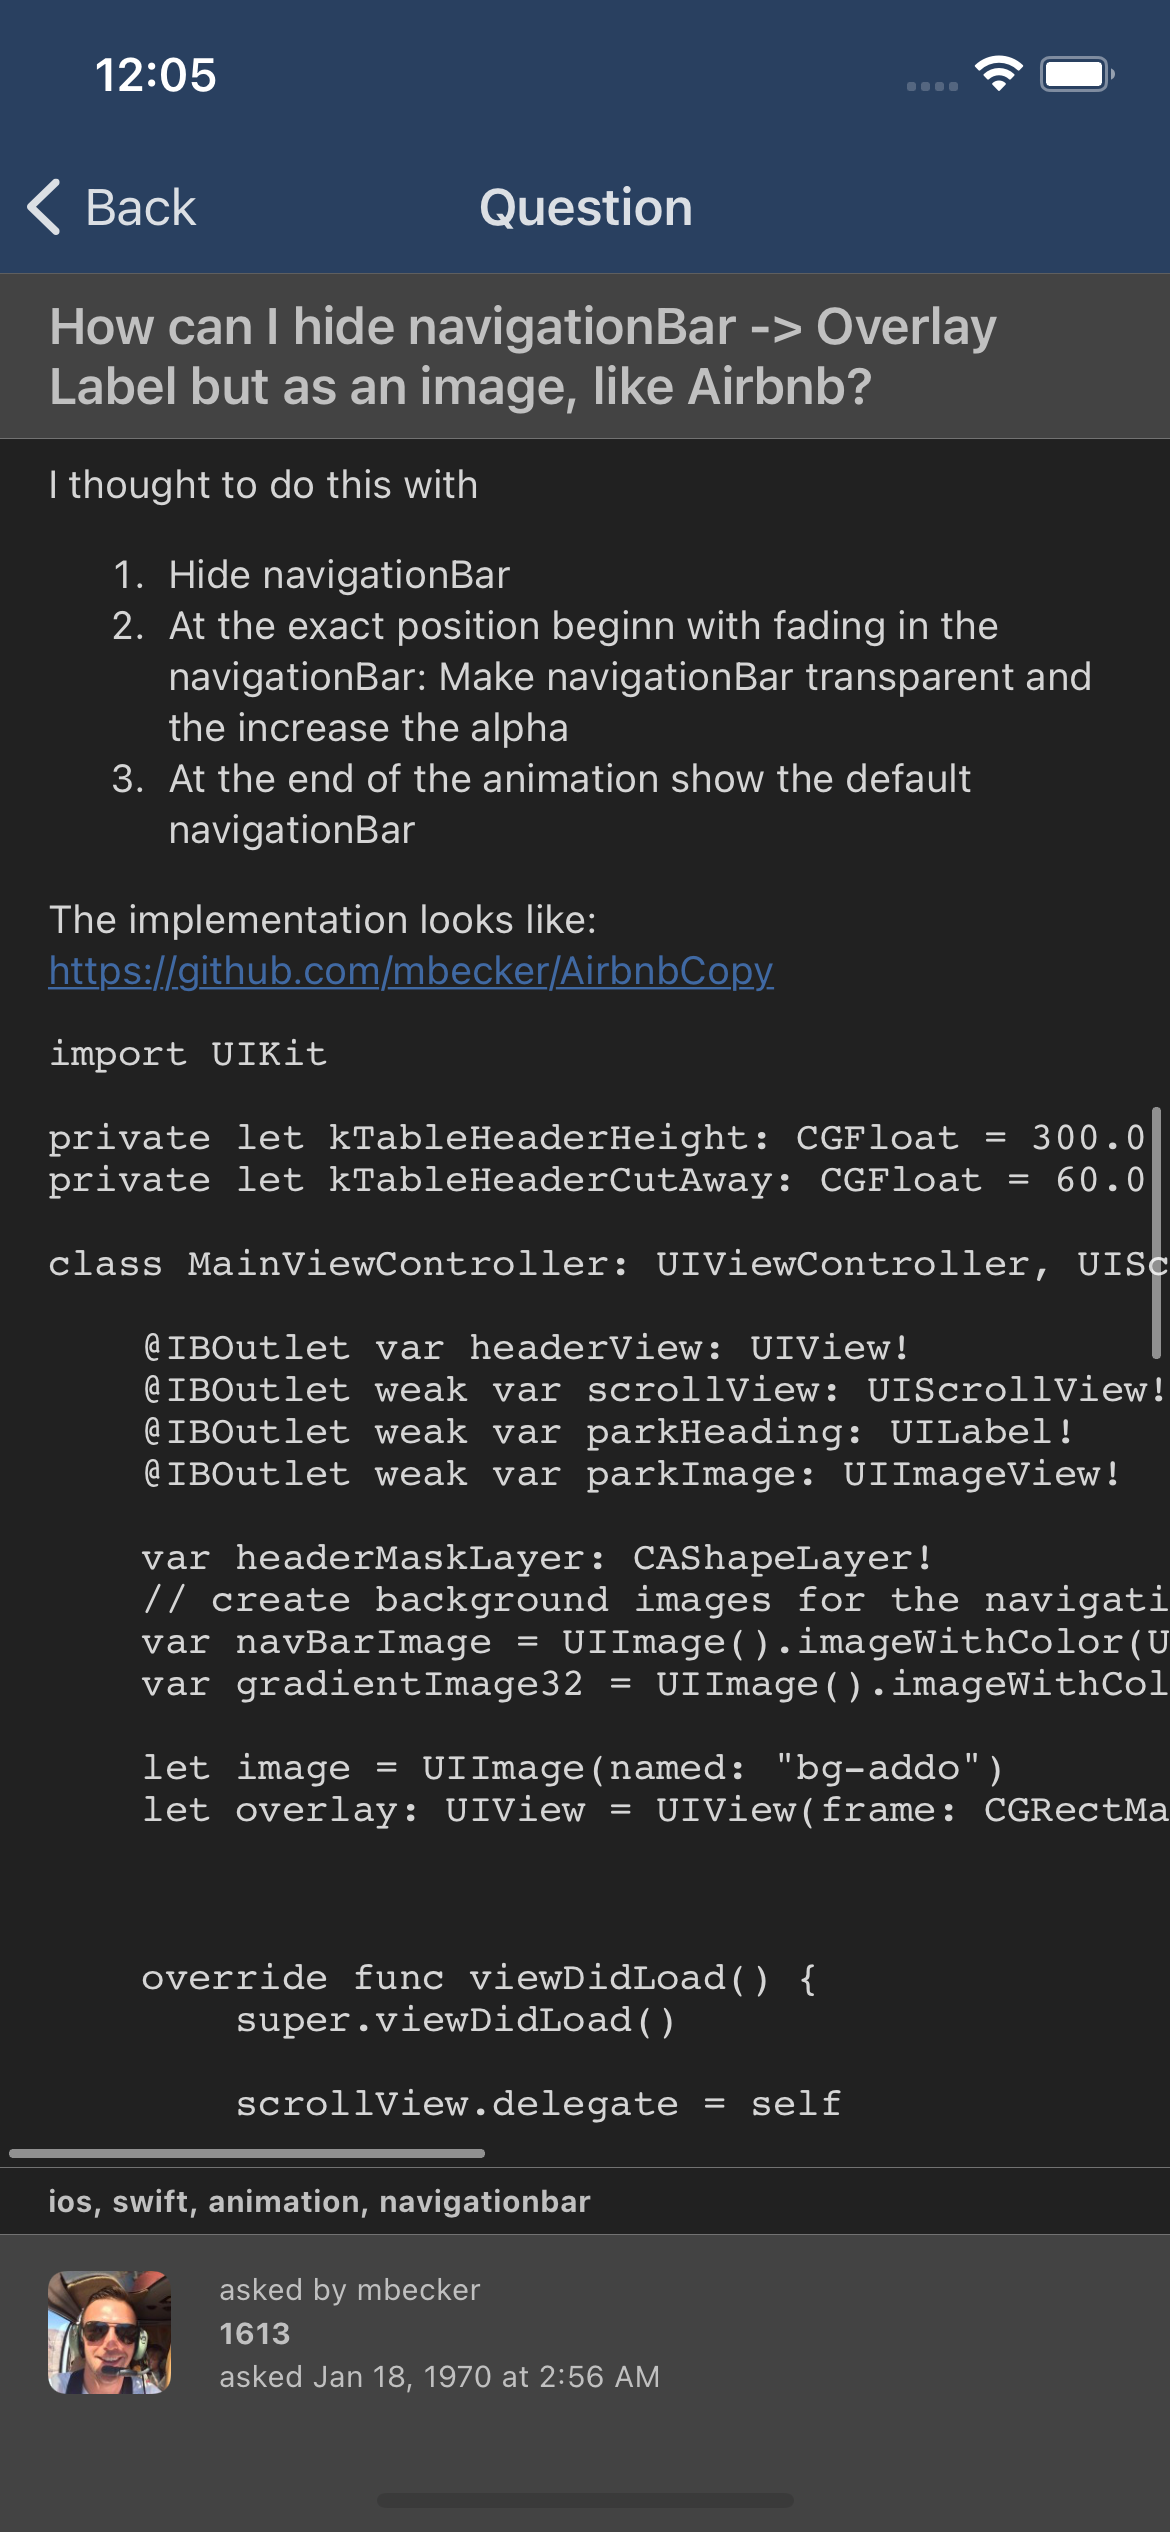 12:05
Back
Question
How can I hide navigationBar -> Overlay
Label but as an image, like Airbnb?
I thought to do this with
1. Hide navigationBar
2. At the exact position beginn with fading in the
navigationBar: Make navigationBar transparent and
the increase the alpha
3. At the end of the animation show the default
navigationBar
The implementation looks like:
https://github.com/mbecker/AirbnbCopy
import UIKit
private let kTableHeaderHeight: CGFloat = 300.0
private let kTableHeaderCutAway: CGFloat = 60.0
class MainViewController: UIViewController, UISc
@IBOutlet var headerView: UIView!
@IBOutlet weak var scrollView: UIScrollView!
@IBOutlet weak var parkHeading: UILabel!
@IBOutlet weak var parkImage: UIImageView!
var headerMaskLayer: CAShapeLayer!
// create background images for the navigati
var navBarImage = UIImage().imageWithColor(U
var gradientImage32 = UIImage().imageWithCol
let image = UIImage(named: "bg-addo")
let overlay: UIView = UIView(frame: CGRectMa
override func viewDidLoad() {
super.viewDidLoad()
scrollView.delegate = self
ios, swift, animation, navigationbar
asked by mbecker
1613
asked Jan 18, 1970 at 2:56 AM